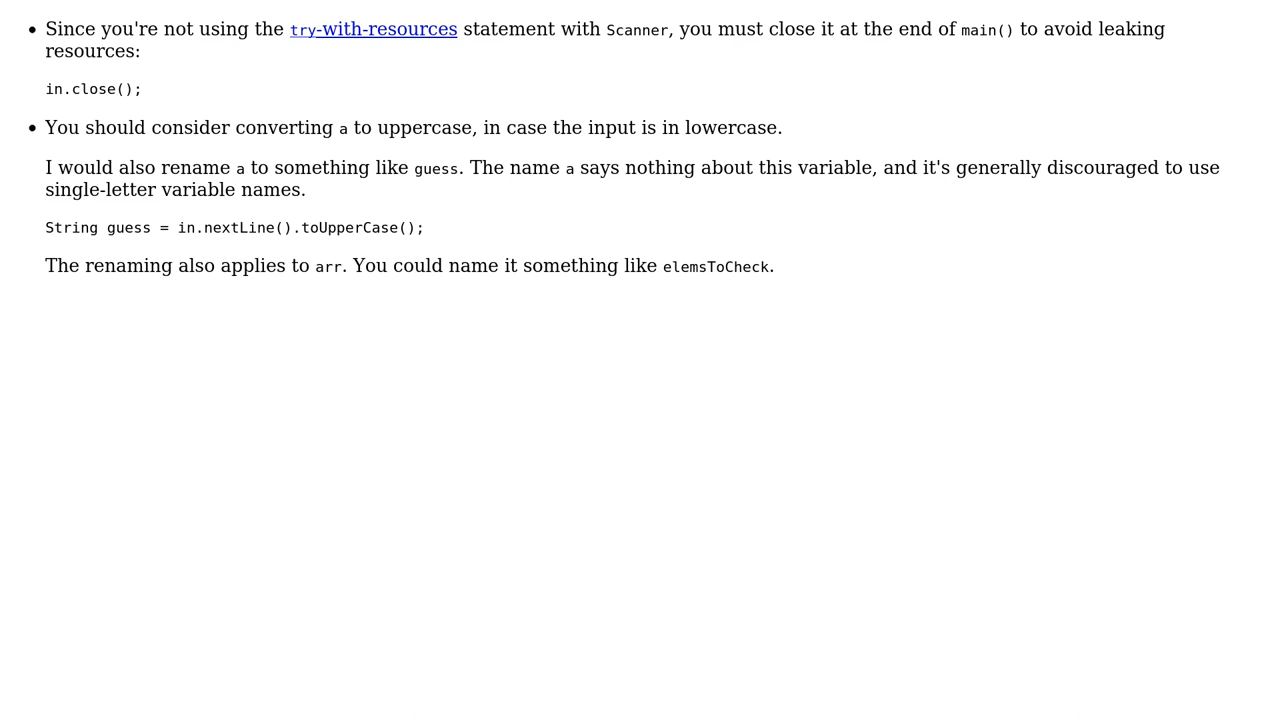 Since you're not using the try-with-resources statement with Scanner, you must close it at the end of main() to avoid leaking
resources:
in.close();
You should consider converting a to uppercase, in case the input is in lowercase.
I would also rename a to something like guess. The name a says nothing about this variable, and it's generally discouraged to use
single-letter variable names.
String guess = in.nextLine().toUpperCase();
The renaming also applies to arr. You could name it something like elemsToCheck.